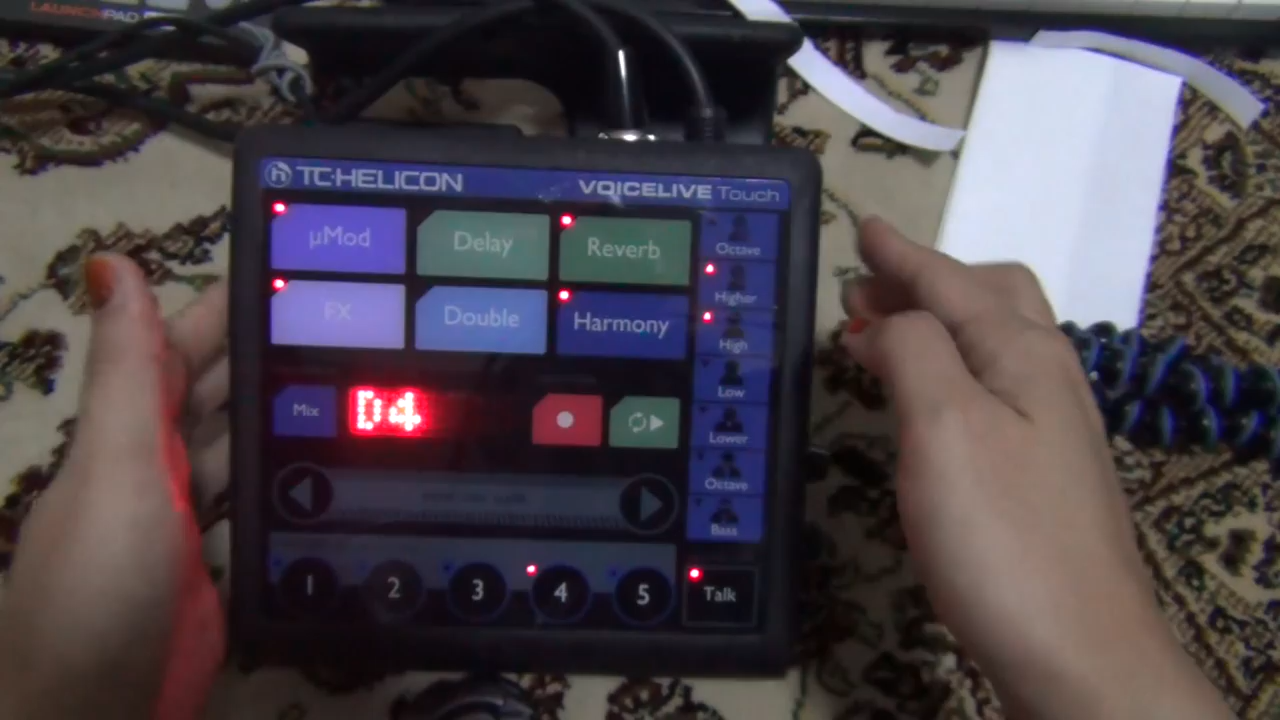 LAUNCHPAD
TC·HELICON
VOICELIVE Touch
µMod
Delay
Reverb
FX
Double
Harmony
Octave
Higher
High
Low
Lower
Octave
Bass
Mix
04
1
2
3
4
5
Talk